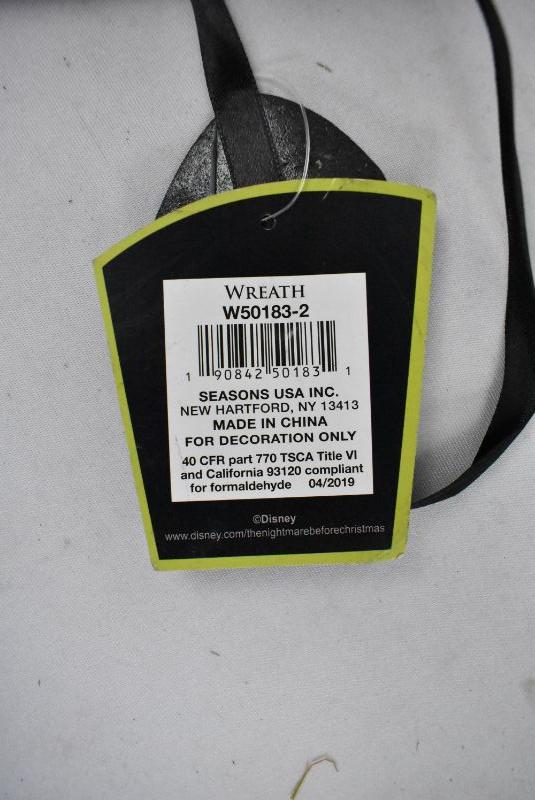 WREATH
W50183-2
1 90842 50183 1
SEASONS USA INC.
NEW HARTFORD, NY 13413
MADE IN CHINA
FOR DECORATION ONLY
40 CFR part 770 TSCA Title VI
and California 93120 compliant
for formaldehyde 04/2019
©Disney
www.disney.com/thenightmarebeforechristmas